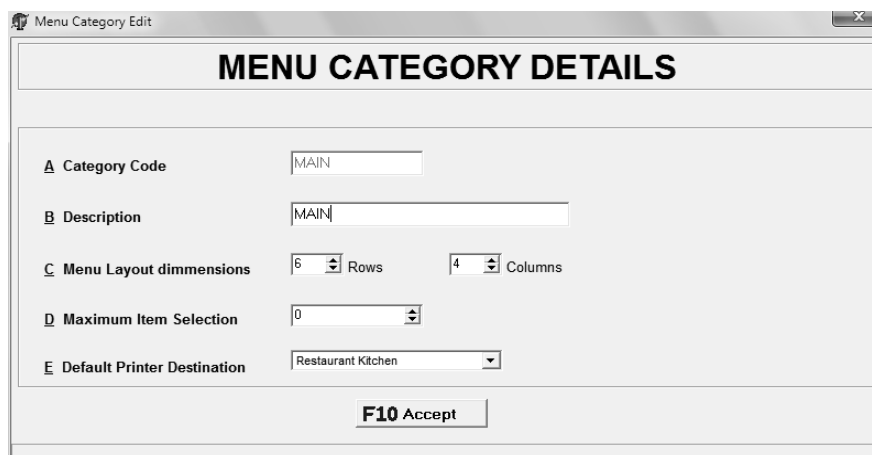 Menu Category Edit
MENU CATEGORY DETAILS
A Category Code MAIN
B Description MAIN
C Menu Layout dimmensions 6 Rows 4 Columns
D Maximum Item Selection 0
E Default Printer Destination Restaurant Kitchen
F10 Accept